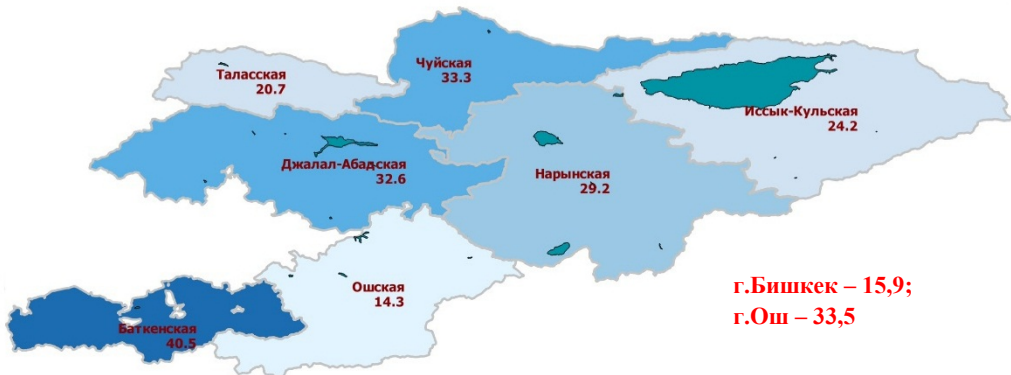 Таласская
20.7
Чуйская
33.3
Иссык-Кульская
24.2
Джалал-Абадская
32.6
Нарынская
29.2
Ошская
14.3
Баткенская
40.5
г.Бишкек – 15,9;
г.Ош – 33,5